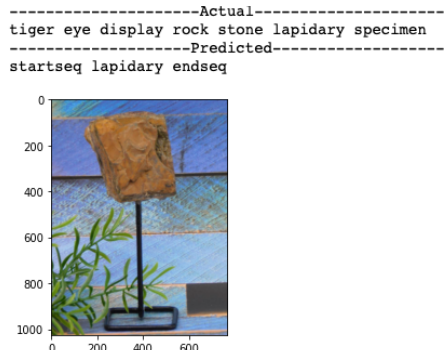 ---------------------Actual---------------------
tiger eye display rock stone lapidary specimen
--------------------Predicted--------------------
startseq lapidary endseq
0
200
400
600
800
1000
0 200 400 600